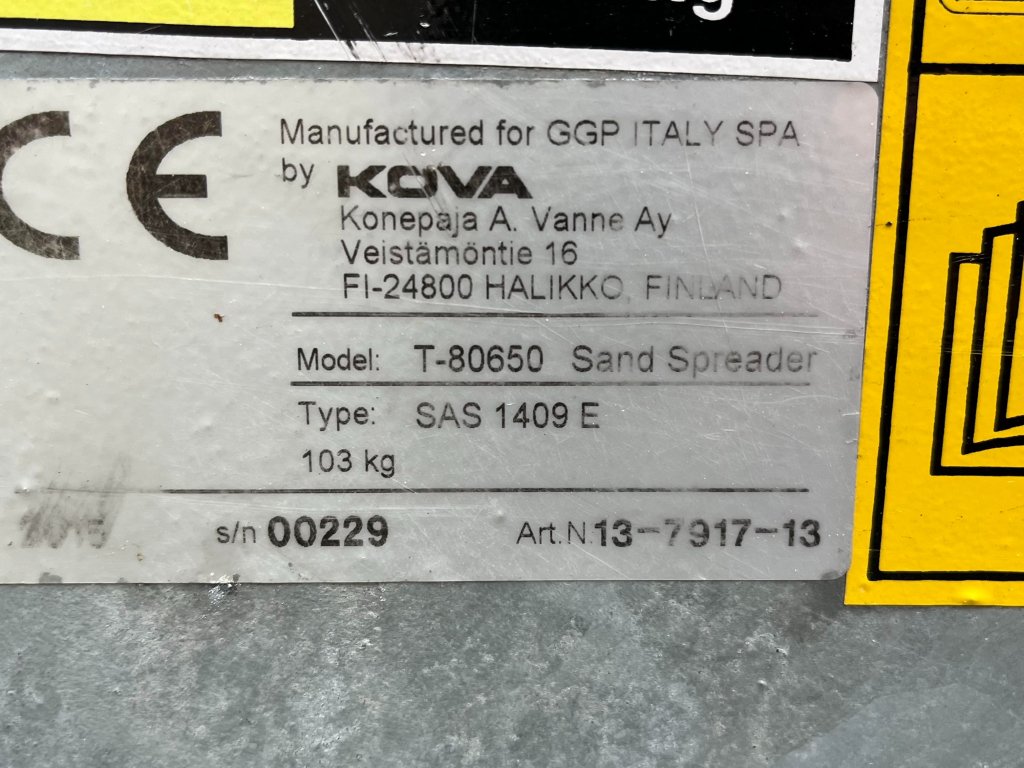 CE
Manufactured for GGP ITALY SPA
by KOVA
Konepaja A. Vanne Ay
Veistämöntie 16
FI-24800 HALIKKO, FINLAND
Model: T-80650 Sand Spreader
Type: SAS 1409 E
103 kg
2015 s/n 00229 Art.N. 13-7917-13